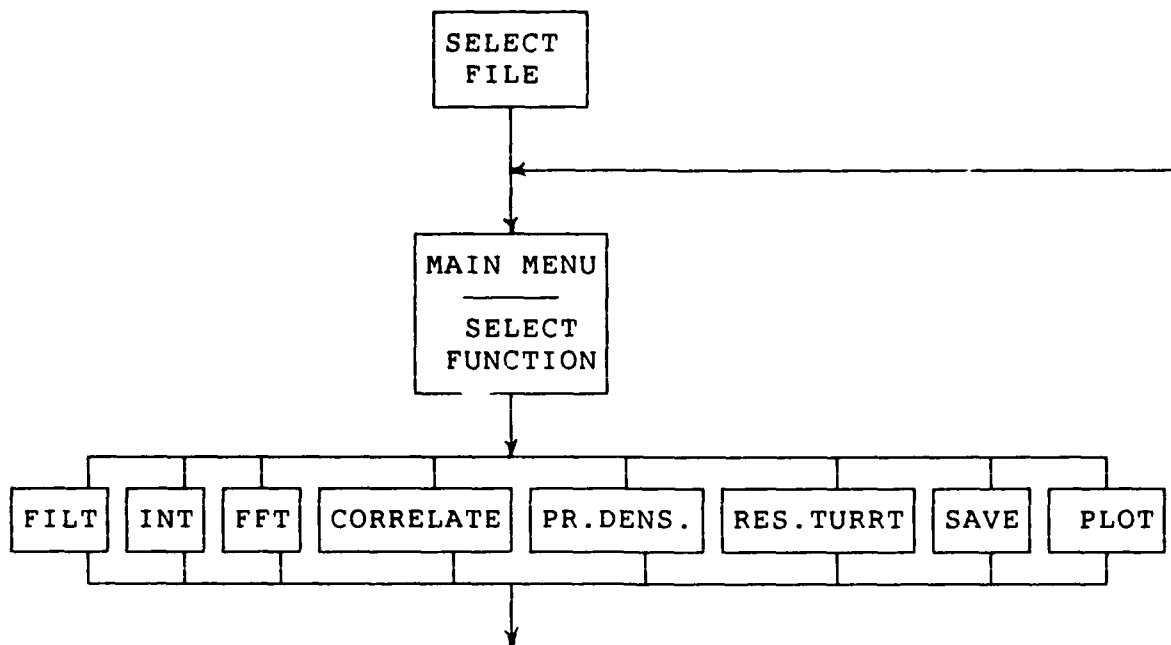 SELECT
FILE
MAIN MENU
SELECT
FUNCTION
FILT
INT
FFT
CORRELATE
PR.DENS.
RES.TURRT
SAVE
PLOT